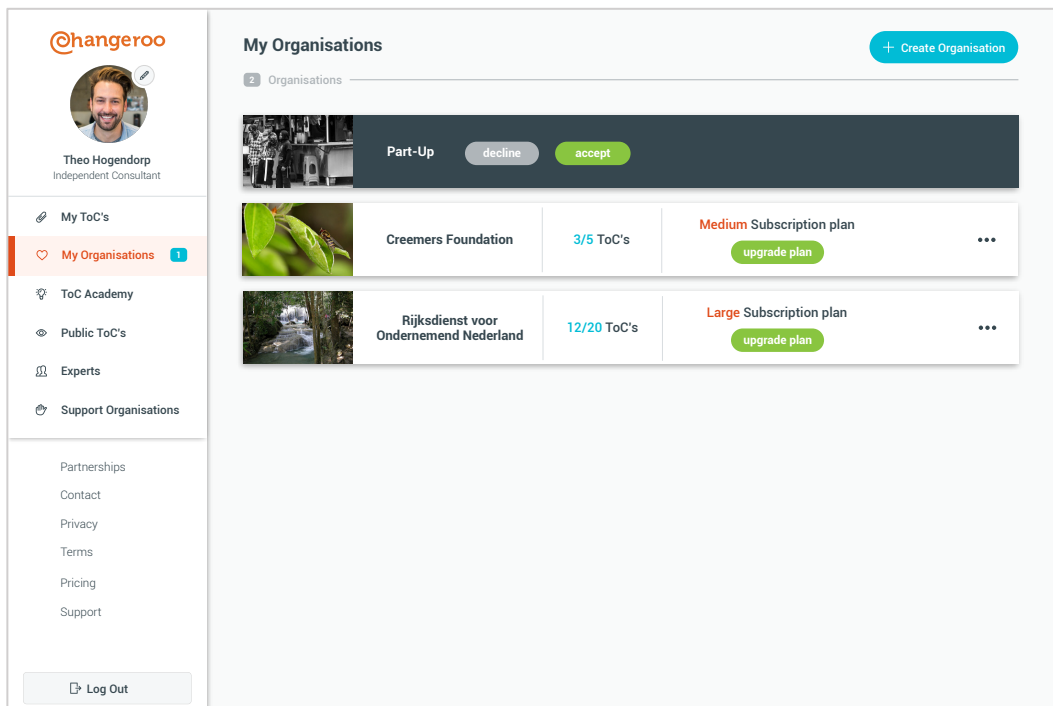 Changeroo
Theo Hogendorp
Independent Consultant
My ToC's
My Organisations 1
ToC Academy
Public ToC's
Experts
Support Organisations
Partnerships
Contact
Privacy
Terms
Pricing
Support
Log Out
My Organisations
+ Create Organisation
2 Organisations
Part-Up decline accept
Creemers Foundation
3/5 ToC's
Medium Subscription plan
upgrade plan
Rijksdienst voor
Ondernemend Nederland
12/20 ToC's
Large Subscription plan
upgrade plan